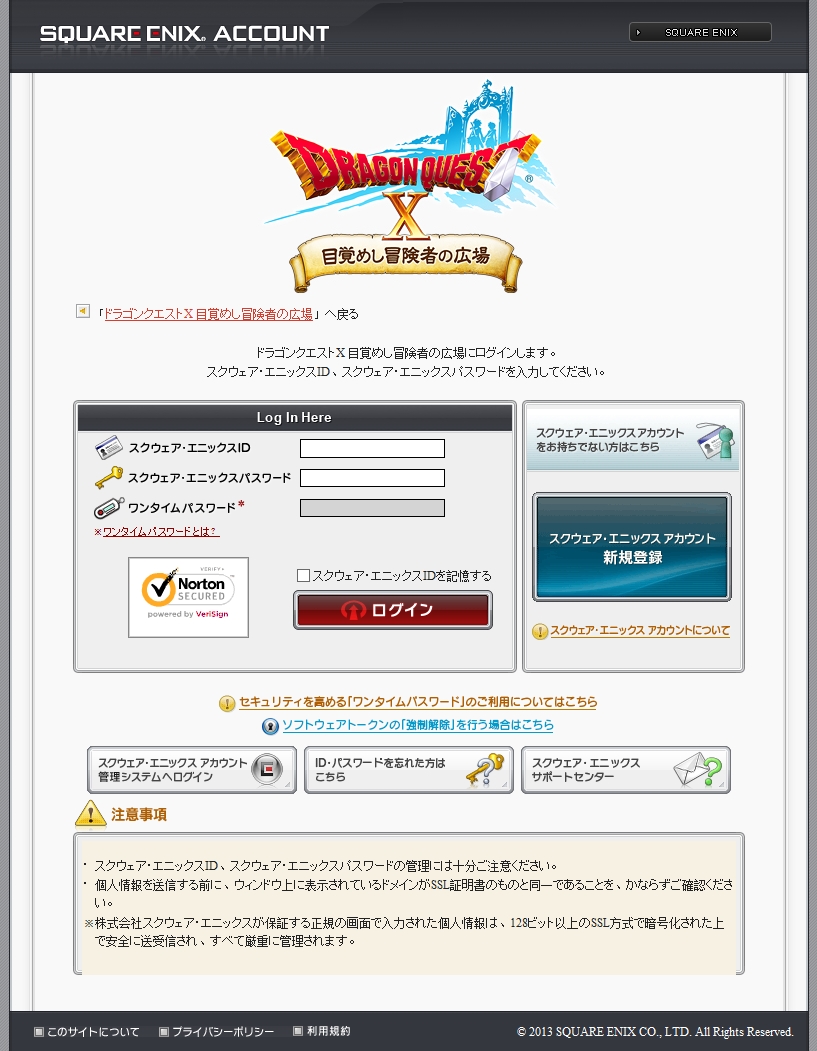 SQUARE ENIX® ACCOUNT
SQUARE ENIX
DRAGON QUEST®
X
目覚めし冒険者の広場
「ドラゴンクエストX 目覚めし冒険者の広場」へ戻る
ドラゴンクエストX 目覚めし冒険者の広場にログインします。
スクウェア・エニックスID、スクウェア・エニックスパスワードを入力してください。
Log In Here
スクウェア・エニックスID
スクウェア・エニックスパスワード
ワンタイムパスワード*
※ワンタイムパスワードとは?
VERIFY▸
Norton™
SECURED
powered by VeriSign
スクウェア・エニックスIDを記憶する
ログイン
スクウェア・エニックス アカウント
をお持ちでない方はこちら
スクウェア・エニックス アカウント
新規登録
スクウェア・エニックス アカウントについて
セキュリティを高める「ワンタイムパスワード」のご利用についてはこちら
ソフトウェアトークンの「強制解除」を行う場合はこちら
スクウェア・エニックス アカウント
管理システムへログイン
ID・パスワードを忘れた方は
こちら
スクウェア・エニックス
サポートセンター
注意事項
・ スクウェア・エニックスID、スクウェア・エニックスパスワードの管理には十分ご注意ください。
・ 個人情報を送信する前に、ウィンドウ上に表示されているドメインがSSL証明書のものと同一であることを、かならずご確認くださ
い。
※株式会社スクウェア・エニックスが保証する正規の画面で入力された個人情報は、128ビット以上のSSL方式で暗号化された上
で安全に送受信され、すべて厳重に管理されます。
このサイトについて
プライバシーポリシー
利用規約
© 2013 SQUARE ENIX CO., LTD. All Rights Reserved.